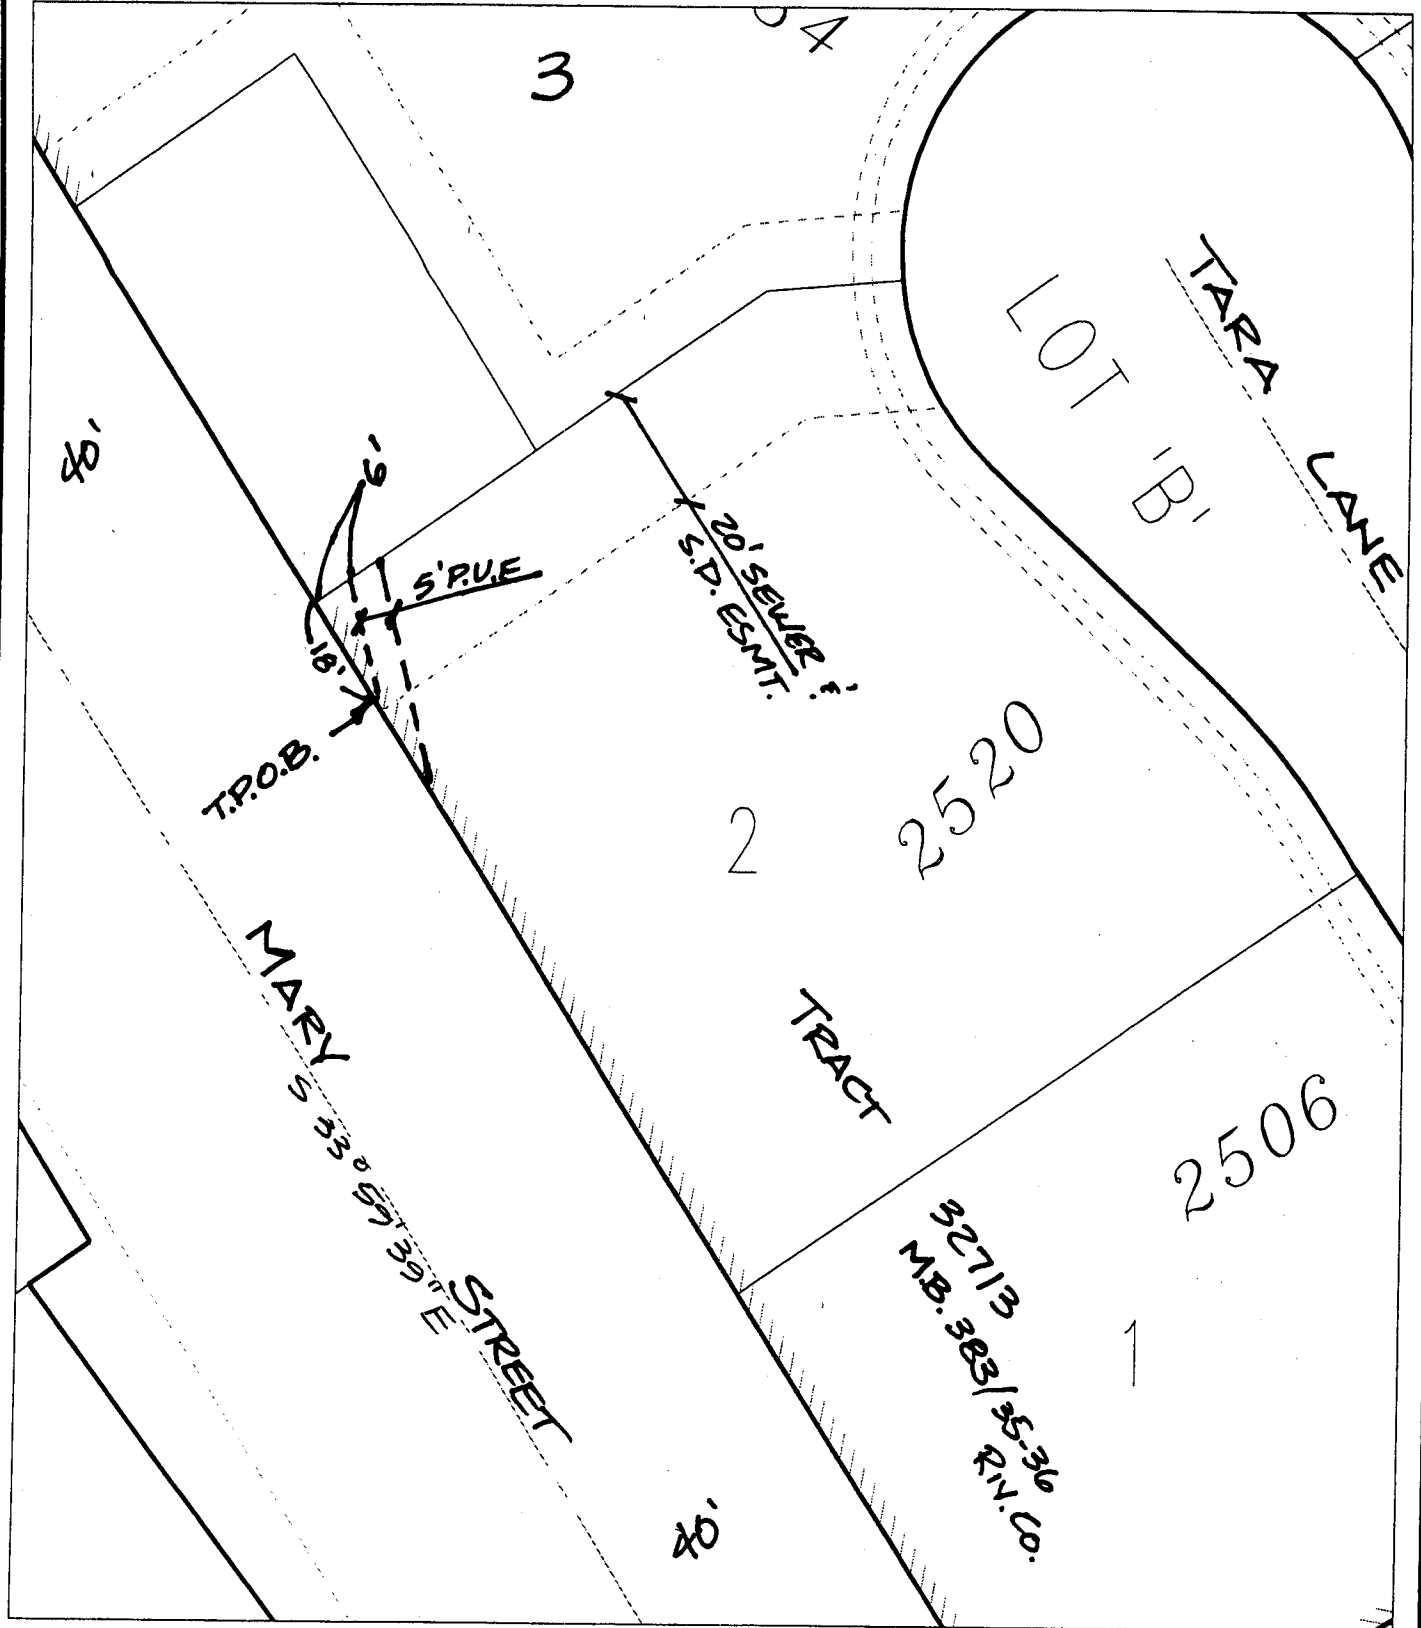 3
TARA LANE
LOT 'B'
40'
6'
5' P.U.E
18'
20' SEWER &
S.D. ESMT.
T.P.O.B.
2520
2
MARY STREET
S 33° 59' 39" E
TRACT
32713
M.B. 383/35-36
RIV. CO.
2506
1
40'